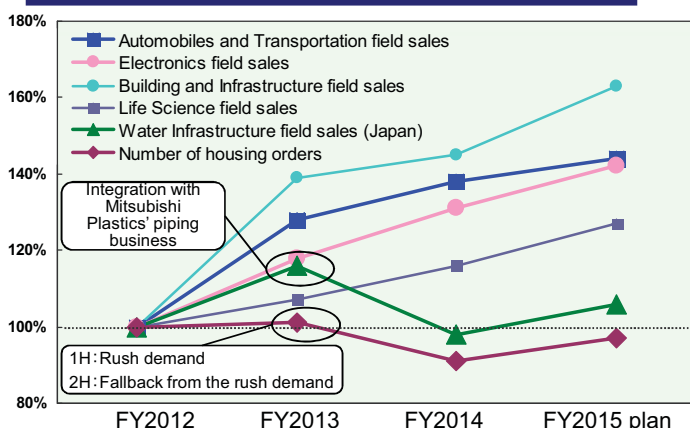 180%
160%
140%
120%
100%
80%
Automobiles and Transportation field sales
Electronics field sales
Building and Infrastructure field sales
Life Science field sales
Water Infrastructure field sales (Japan)
Number of housing orders
Integration with
Mitsubishi
Plastics' piping
business
1H:Rush demand
2H:Fallback from the rush demand
FY2012 FY2013 FY2014 FY2015 plan